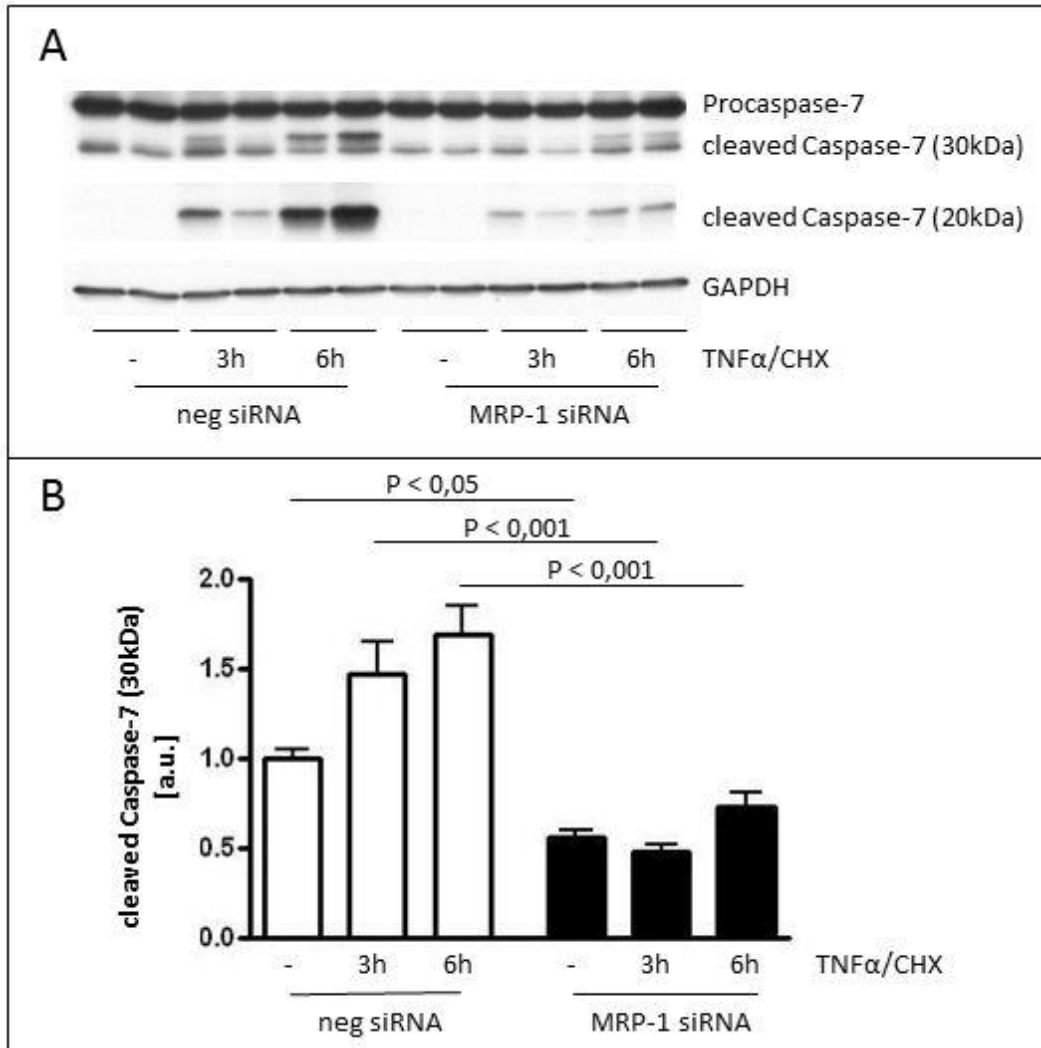 A
Procaspase-7
cleaved Caspase-7 (30kDa)
cleaved Caspase-7 (20kDa)
GAPDH
- 3h 6h - 3h 6h TNFα/CHX
neg siRNA MRP-1 siRNA
B
P < 0,05
P < 0,001
P < 0,001
cleaved Caspase-7 (30kDa)
[a.u.]
2.0
1.5
1.0
0.5
0.0
- 3h 6h - 3h 6h TNFα/CHX
neg siRNA MRP-1 siRNA